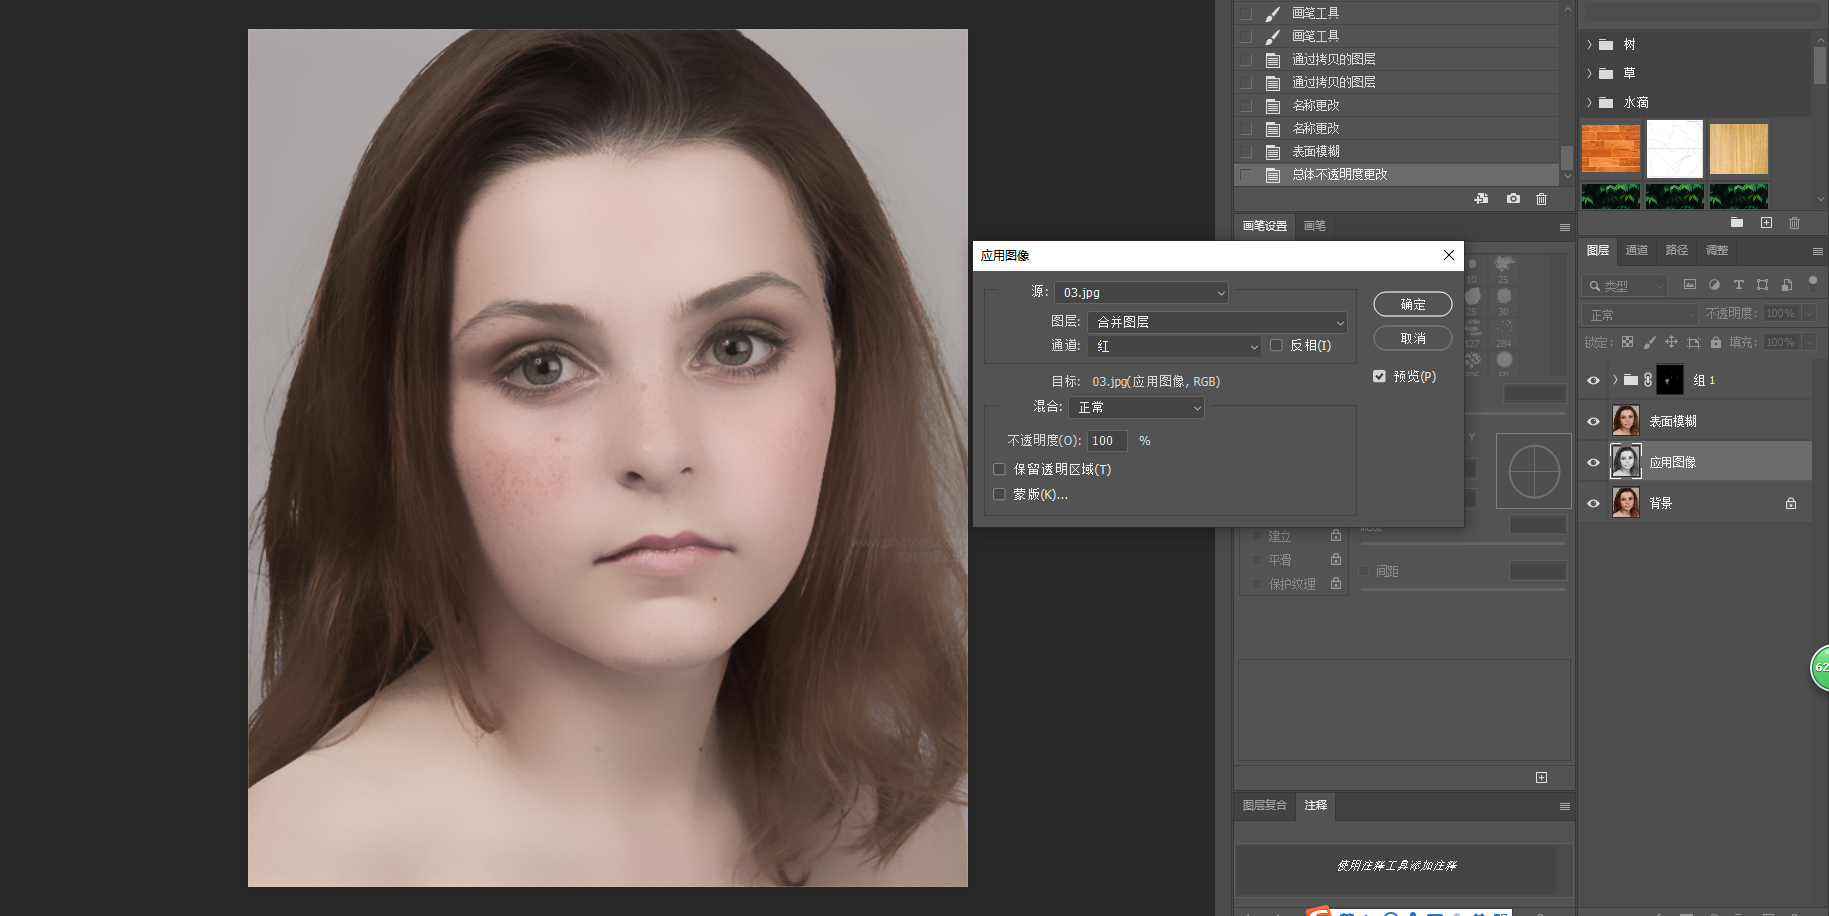 画笔工具
画笔工具
通过拷贝的图层
通过拷贝的图层
名称更改
名称更改
表面模糊
总体不透明度更改
树
草
水滴
画笔设置 画笔
图层 通道 路径 调整
应用图像
源: 03.jpg
图层: 合并图层
通道: 红 反相(I)
目标: 03.jpg(应用图像, RGB)
混合: 正常
不透明度(O): 100 %
保留透明区域(T)
蒙版(K)...
确定
取消
预览(P)
10 25
25 30
127 284
Y
建立
平滑
保护纹理
间距
类型
正常 不透明度: 100%
锁定: 填充: 100%
组 1
表面模糊
应用图像
背景
62
图层复合 注释
使用注释工具添加注释